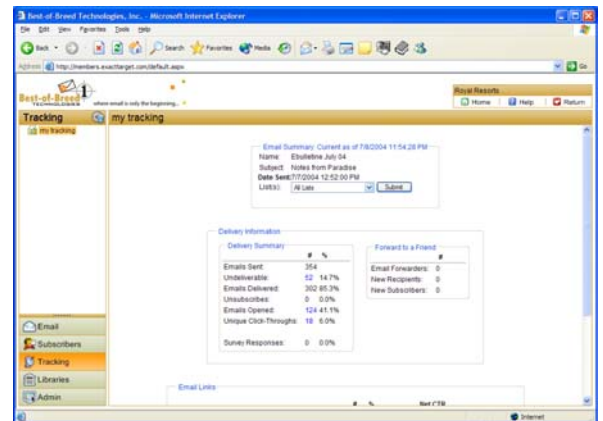 Best-of-Breed Technologies, Inc. - Microsoft Internet Explorer
File Edit View Favorites Tools Help
Back Search Favorites Media
Address http://members.exacttarget.com/default.aspx Go
Best-of-Breed 1
TECHNOLOGIES where email is only the beginning...
Royal Resorts
Home Help Return
Tracking my tracking
my tracking
Email Summary Current as of 7/8/2004 11:54:28 PM
Name: Ebulletine July 04
Subject: Notes from Paradise
Date Sent: 7/7/2004 12:52:00 PM
List(s): All Lists Submit
Delivery Information
Delivery Summary
# %
Emails Sent: 354
Undeliverable: 52 14.7%
Emails Delivered: 302 85.3%
Unsubscribes: 0 0.0%
Emails Opened: 124 41.1%
Unique Click-Throughs: 18 6.0%
Survey Responses: 0 0.0%
Forward to a Friend
#
Email Forwarders: 0
New Recipients: 0
New Subscribers: 0
Email
Subscribers
Tracking
Libraries
Admin
Email Links
# % Net CTR
Internet